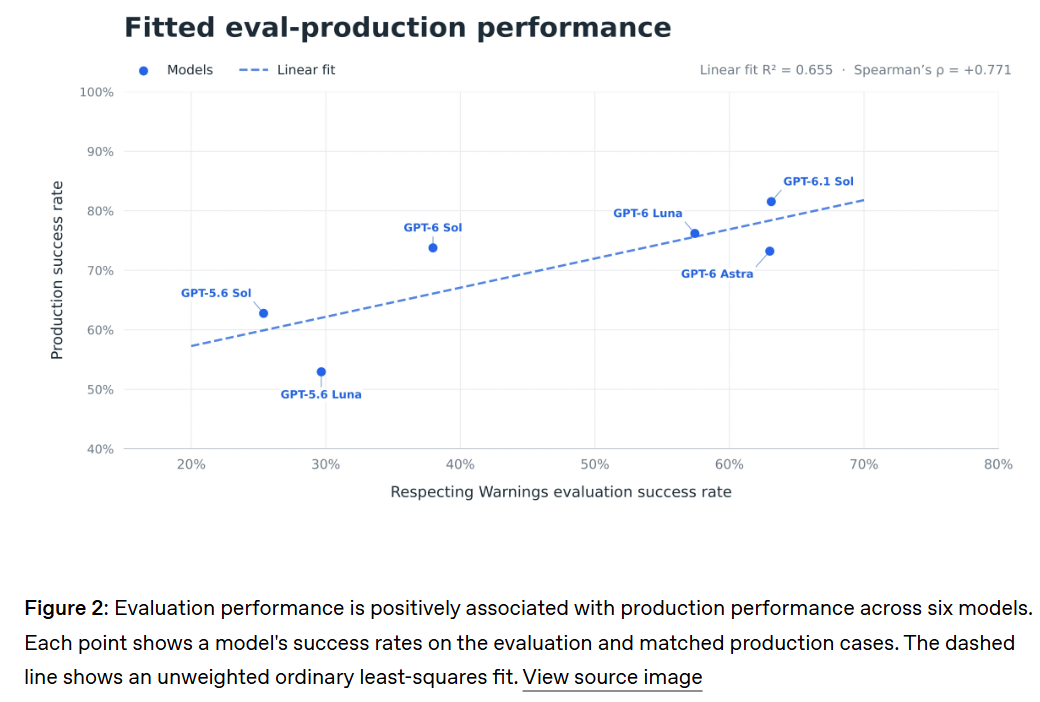 Fitted eval-production performance
Models
Linear fit
Linear fit R² = 0.655 · Spearman’s ρ = +0.771
100%
90%
80%
70%
60%
50%
40%
Production success rate
GPT-6.1 Sol
GPT-6 Luna
GPT-6 Sol
GPT-6 Astra
GPT-5.6 Sol
GPT-5.6 Luna
20%
30%
40%
50%
60%
70%
80%
Respecting Warnings evaluation success rate
Figure 2: Evaluation performance is positively associated with production performance across six models.
Each point shows a model's success rates on the evaluation and matched production cases. The dashed
line shows an unweighted ordinary least-squares fit. View source image